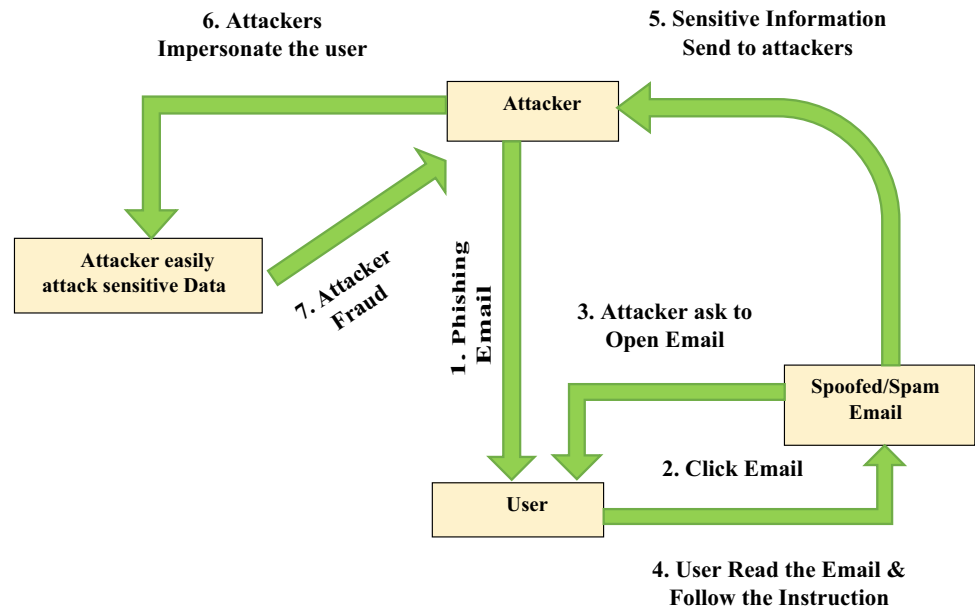 6. Attackers
Impersonate the user
5. Sensitive Information
Send to attackers
Attacker
Attacker easily
attack sensitive Data
7. Attacker
Fraud
1. Phishing
Email
3. Attacker ask to
Open Email
Spoofed/Spam
Email
2. Click Email
User
4. User Read the Email &
Follow the Instruction